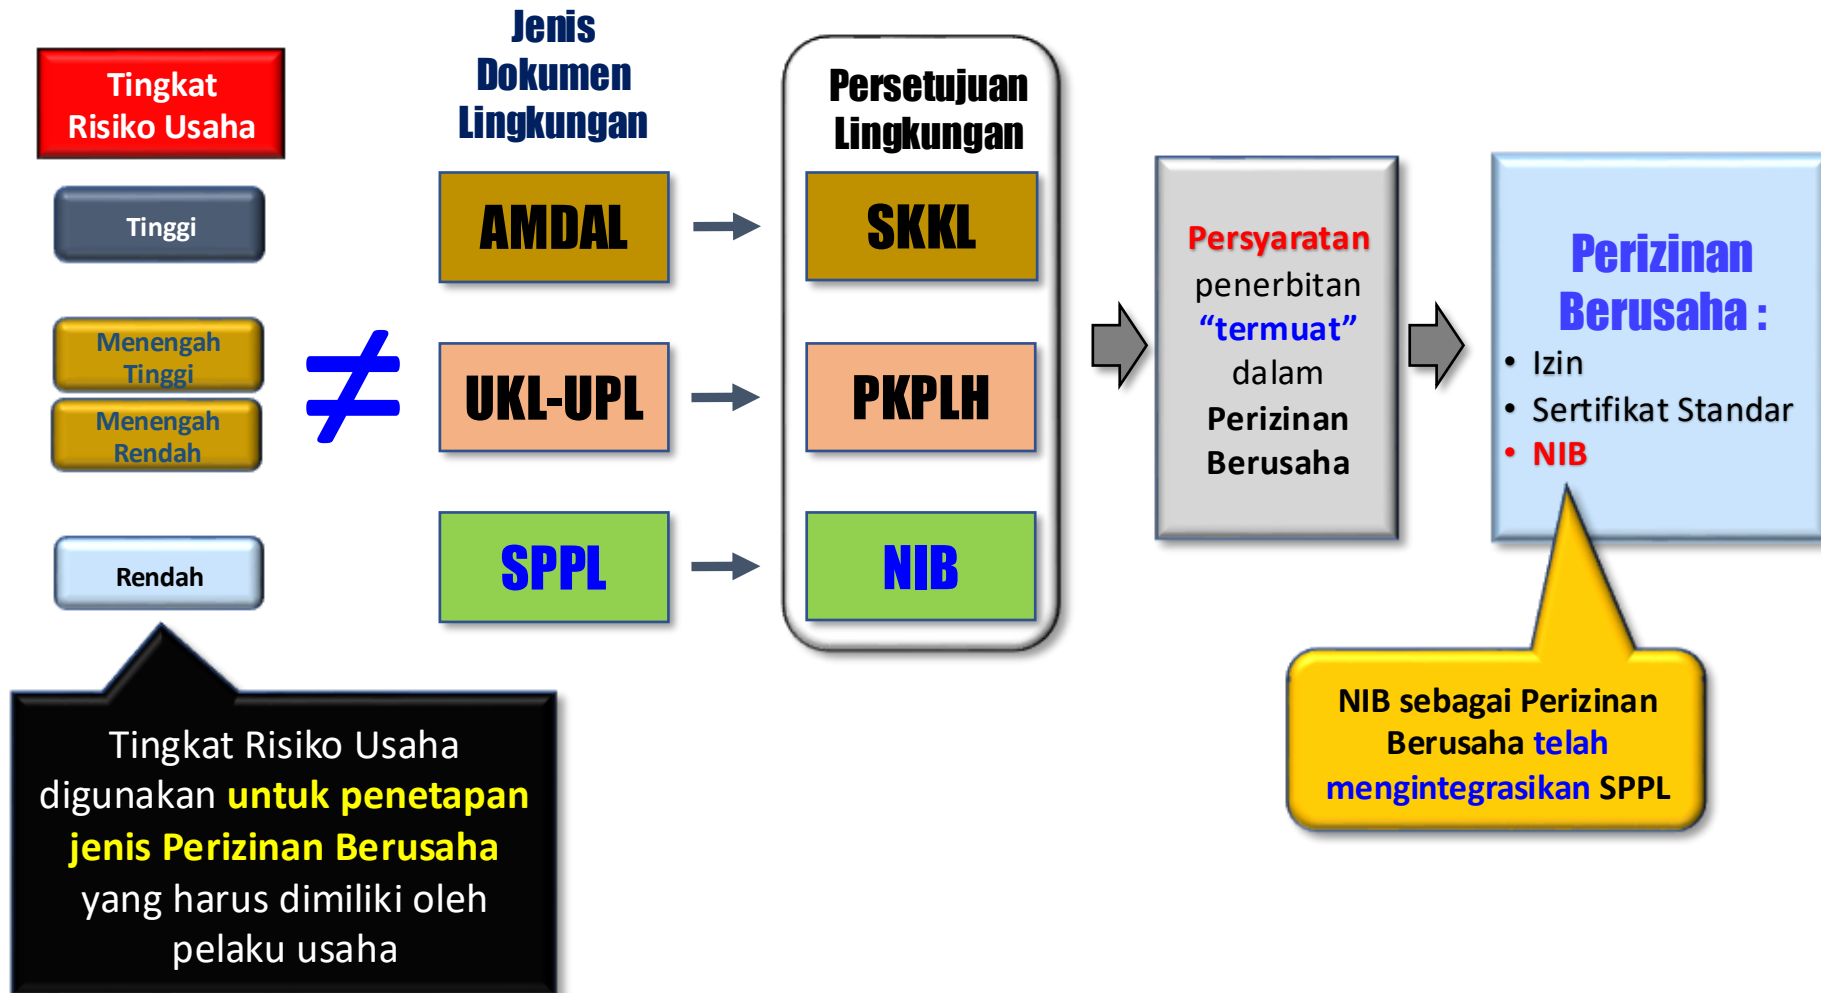 Tingkat
Risiko Usaha
Tinggi
Menengah
Tinggi
Menengah
Rendah
Rendah
Tingkat Risiko Usaha
digunakan untuk penetapan
jenis Perizinan Berusaha
yang harus dimiliki oleh
pelaku usaha
≠
Jenis
Dokumen
Lingkungan
AMDAL
UKL-UPL
SPPL
Persetujuan
Lingkungan
SKKL
PKPLH
NIB
Persyaratan
penerbitan
“termuat”
dalam
Perizinan
Berusaha
Perizinan
Berusaha :
• Izin
• Sertifikat Standar
• NIB
NIB sebagai Perizinan
Berusaha telah
mengintegrasikan SPPL